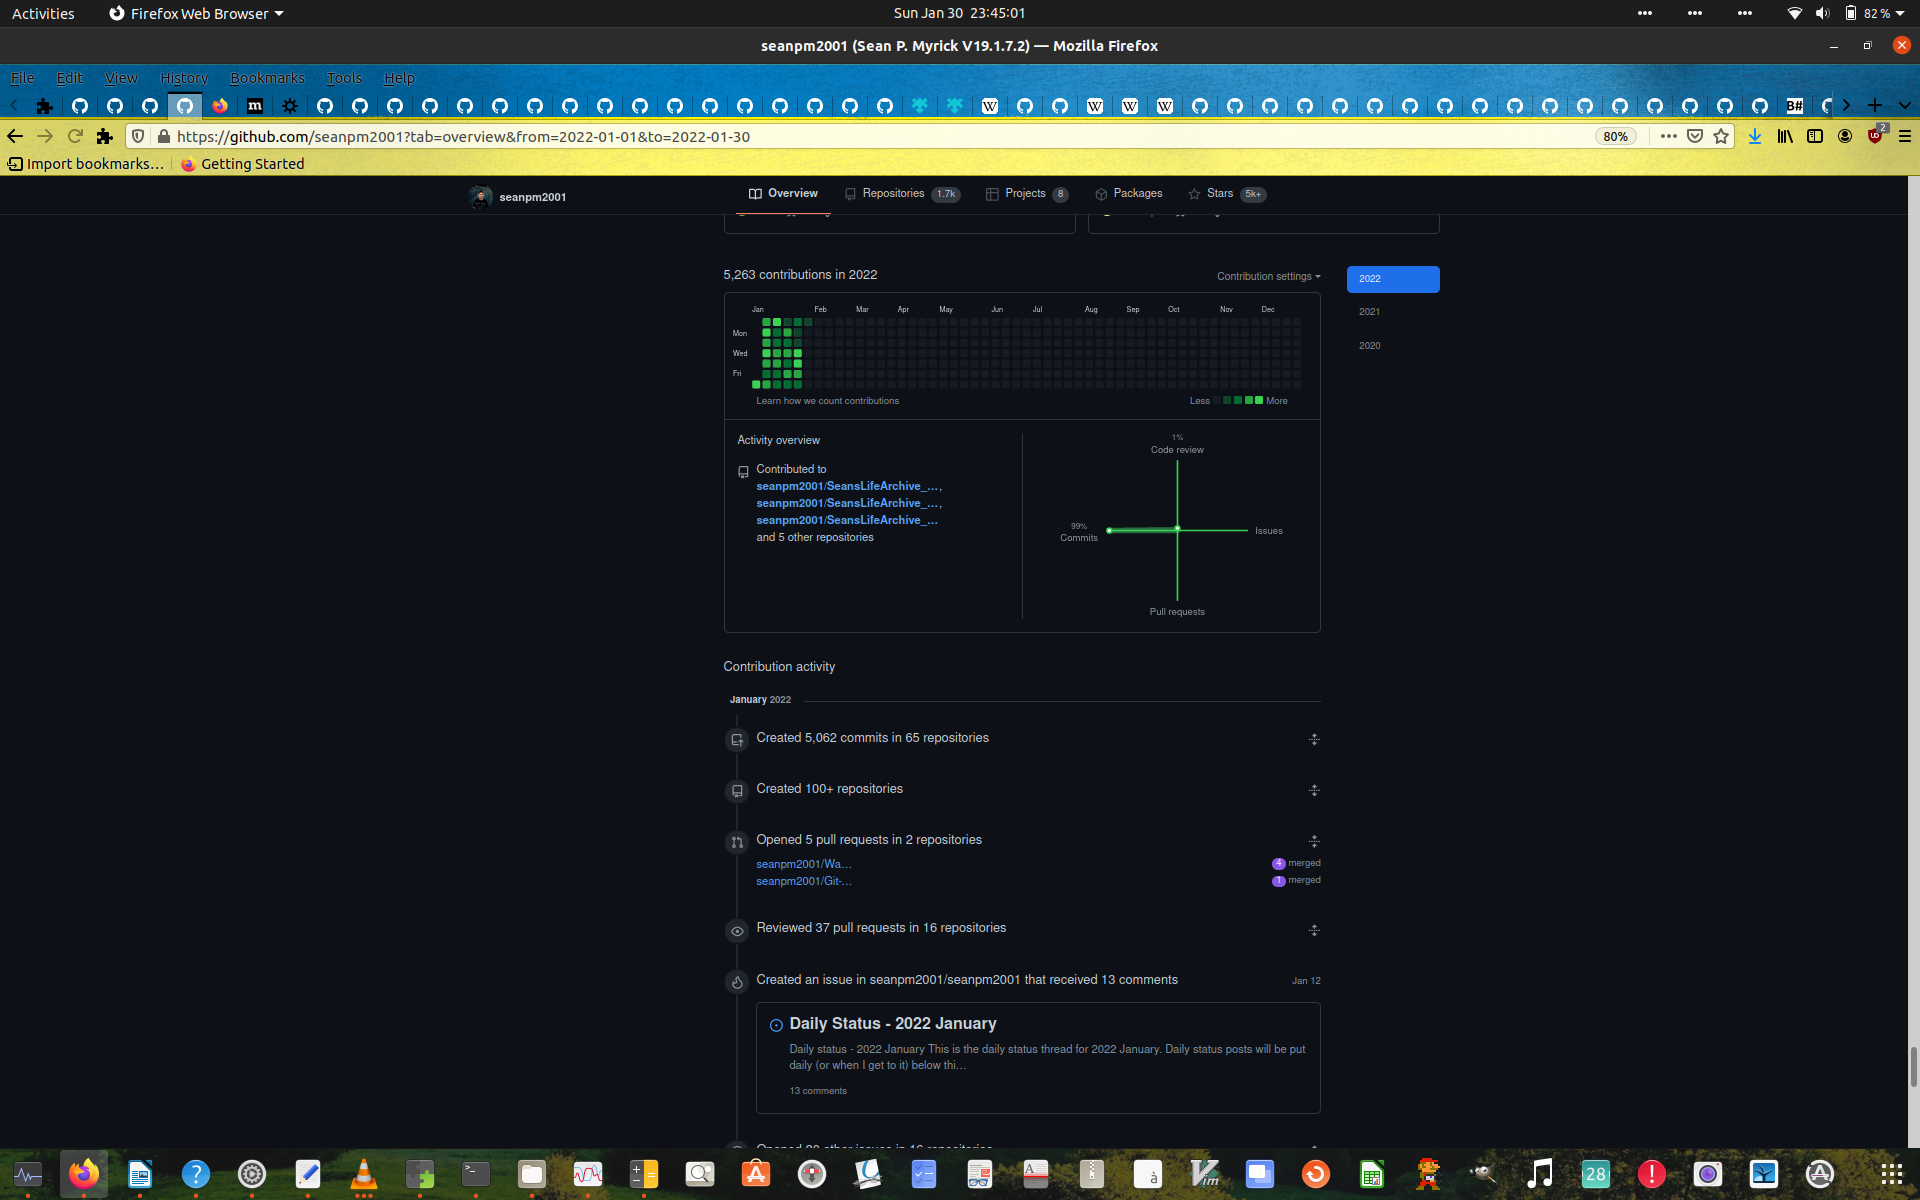 Activities Firefox Web Browser Sun Jan 30 23:45:01 82 %
seanpm2001 (Sean P. Myrick V19.1.7.2) — Mozilla Firefox
File Edit View History Bookmarks Tools Help
m W W W W B#
https://github.com/seanpm2001?tab=overview&from=2022-01-01&to=2022-01-30 80% 2
Import bookmarks… Getting Started
seanpm2001 Overview Repositories 1.7k Projects 8 Packages Stars 5k+
5,263 contributions in 2022 Contribution settings 2022
2021
2020
Jan Feb Mar Apr May Jun Jul Aug Sep Oct Nov Dec
Mon
Wed
Fri
Learn how we count contributions Less More
Activity overview
Contributed to
seanpm2001/SeansLifeArchive_…,
seanpm2001/SeansLifeArchive_…,
seanpm2001/SeansLifeArchive_…
and 5 other repositories
1%
Code review
99%
Commits
Issues
Pull requests
Contribution activity
January 2022
Created 5,062 commits in 65 repositories
Created 100+ repositories
Opened 5 pull requests in 2 repositories
seanpm2001/Wa… 4 merged
seanpm2001/Git-… 1 merged
Reviewed 37 pull requests in 16 repositories
Created an issue in seanpm2001/seanpm2001 that received 13 comments Jan 12
Daily Status - 2022 January
Daily status - 2022 January This is the daily status thread for 2022 January. Daily status posts will be put
daily (or when I get to it) below thi…
13 comments
28